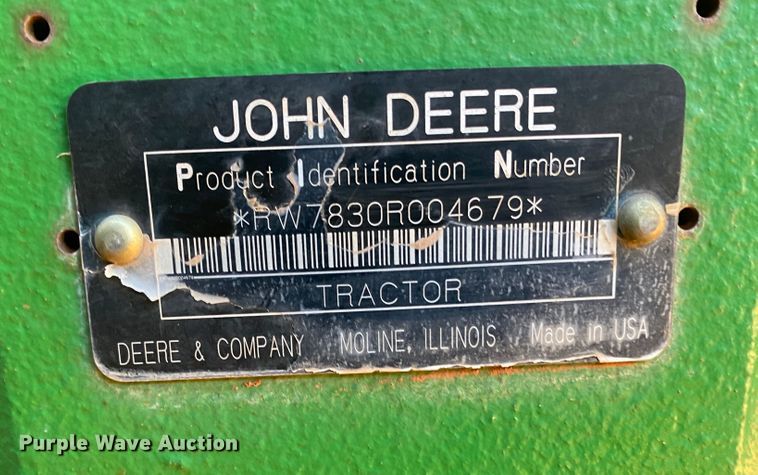 JOHN DEERE
Product Identification Number
*RW7830R004679*
TRACTOR
DEERE & COMPANY MOLINE, ILLINOIS Made in USA
Purple Wave Auction